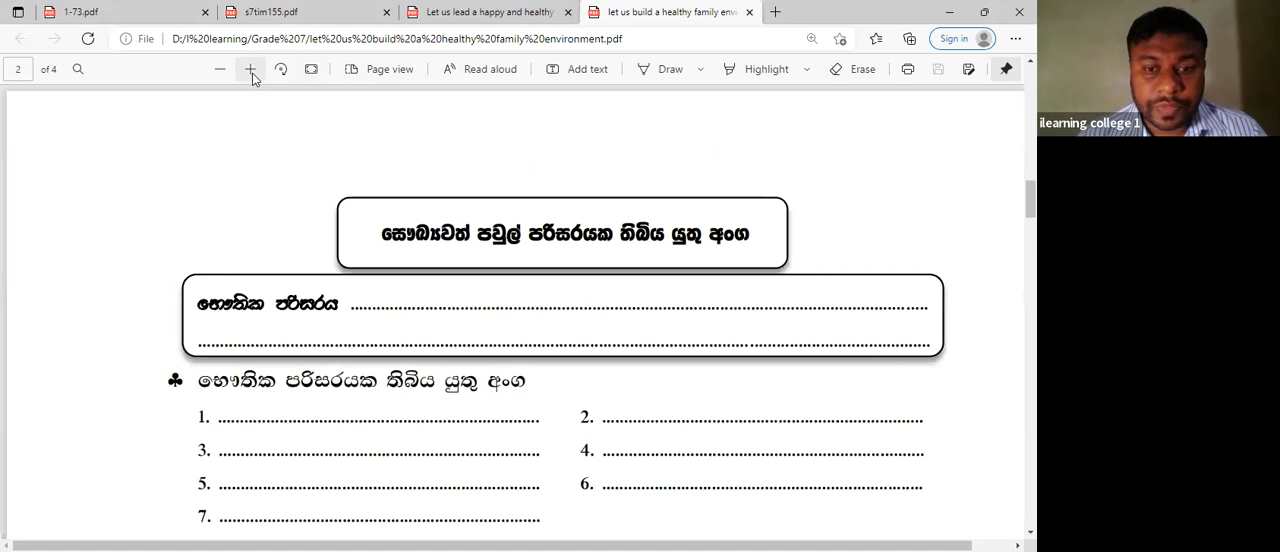 1-73.pdf
s7tim155.pdf
Let us lead a happy and healthy
let us build a healthy family envi
File
D:/I%20learning/Grade%207/let%20us%20build%20a%20healthy%20family%20environment.pdf
Sign in
2 of 4
Page view
Read aloud
Add text
Draw
Highlight
Erase
ilearning college 1
සෞඛ්‍යවත් පවුල් පරිසරයක තිබිය යුතු අංග
භෞතික පරිසරය ................................................
................................................
♣ භෞතික පරිසරයක තිබිය යුතු අංග
1. ................................ 2. ................................
3. ................................ 4. ................................
5. ................................ 6. ................................
7. ................................